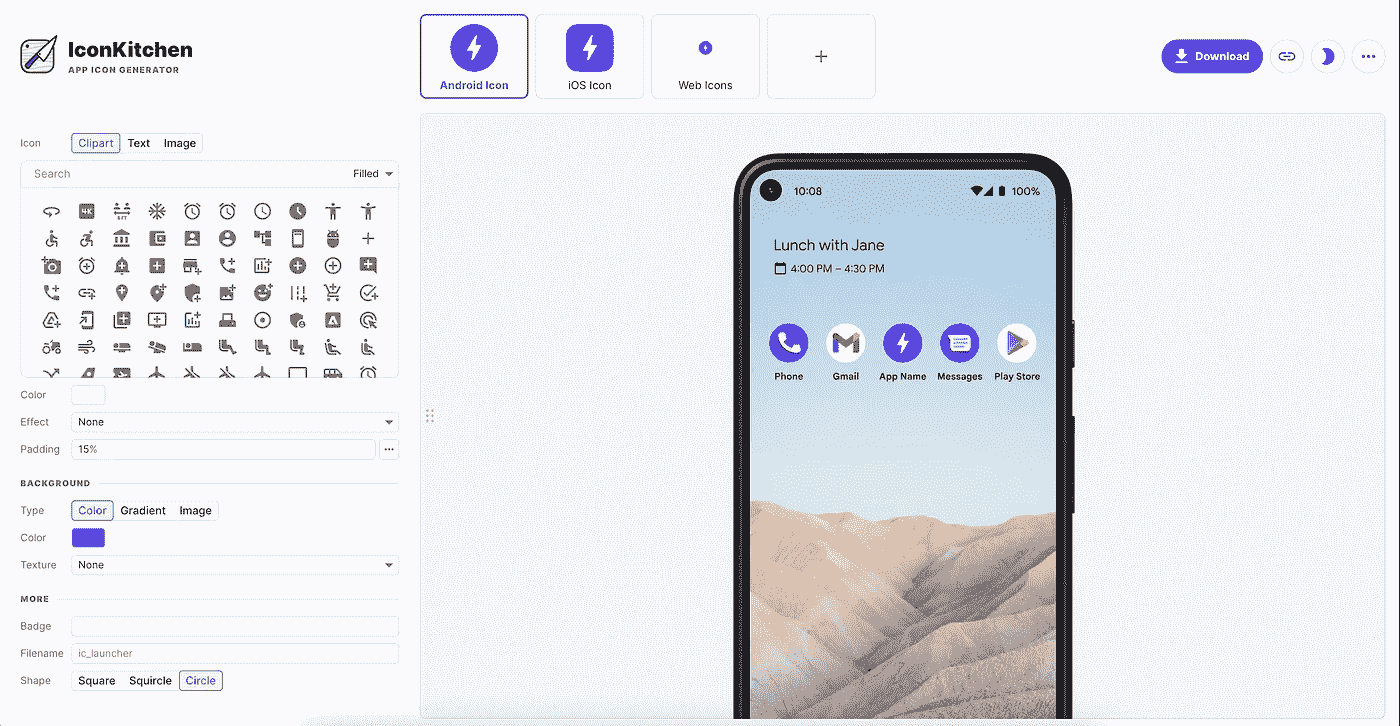 IconKitchen
APP ICON GENERATOR
Android Icon
iOS Icon
Web Icons
+
Download
Icon
Clipart
Text
Image
Search
Filled
4K
Color
Effect
None
Padding
15%
BACKGROUND
Type
Color
Gradient
Image
Color
Texture
None
MORE
Badge
Filename
ic_launcher
Shape
Square
Squircle
Circle
10:08
100%
Lunch with Jane
4:00 PM – 4:30 PM
Phone
Gmail
App Name
Messages
Play Store